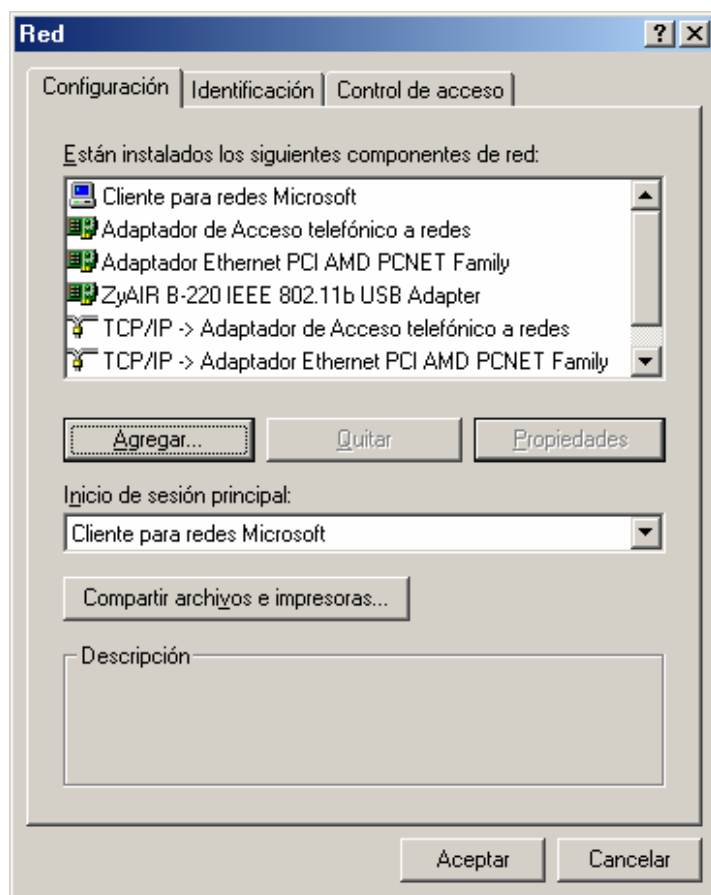 Red
Configuración Identificación Control de acceso
Están instalados los siguientes componentes de red:
Cliente para redes Microsoft
Adaptador de Acceso telefónico a redes
Adaptador Ethernet PCI AMD PCNET Family
ZyAIR B-220 IEEE 802.11b USB Adapter
TCP/IP -> Adaptador de Acceso telefónico a redes
TCP/IP -> Adaptador Ethernet PCI AMD PCNET Family
Agregar... Quitar Propiedades
Inicio de sesión principal:
Cliente para redes Microsoft
Compartir archivos e impresoras...
Descripción
Aceptar Cancelar